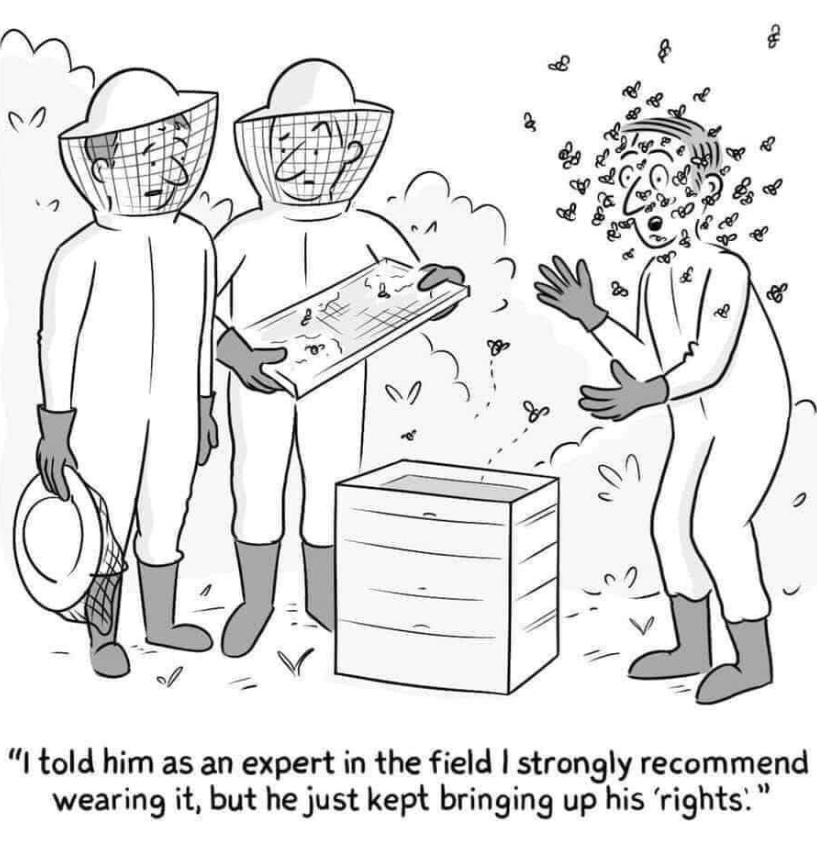 “I told him as an expert in the field I strongly recommend
wearing it, but he just kept bringing up his ‘rights.’”